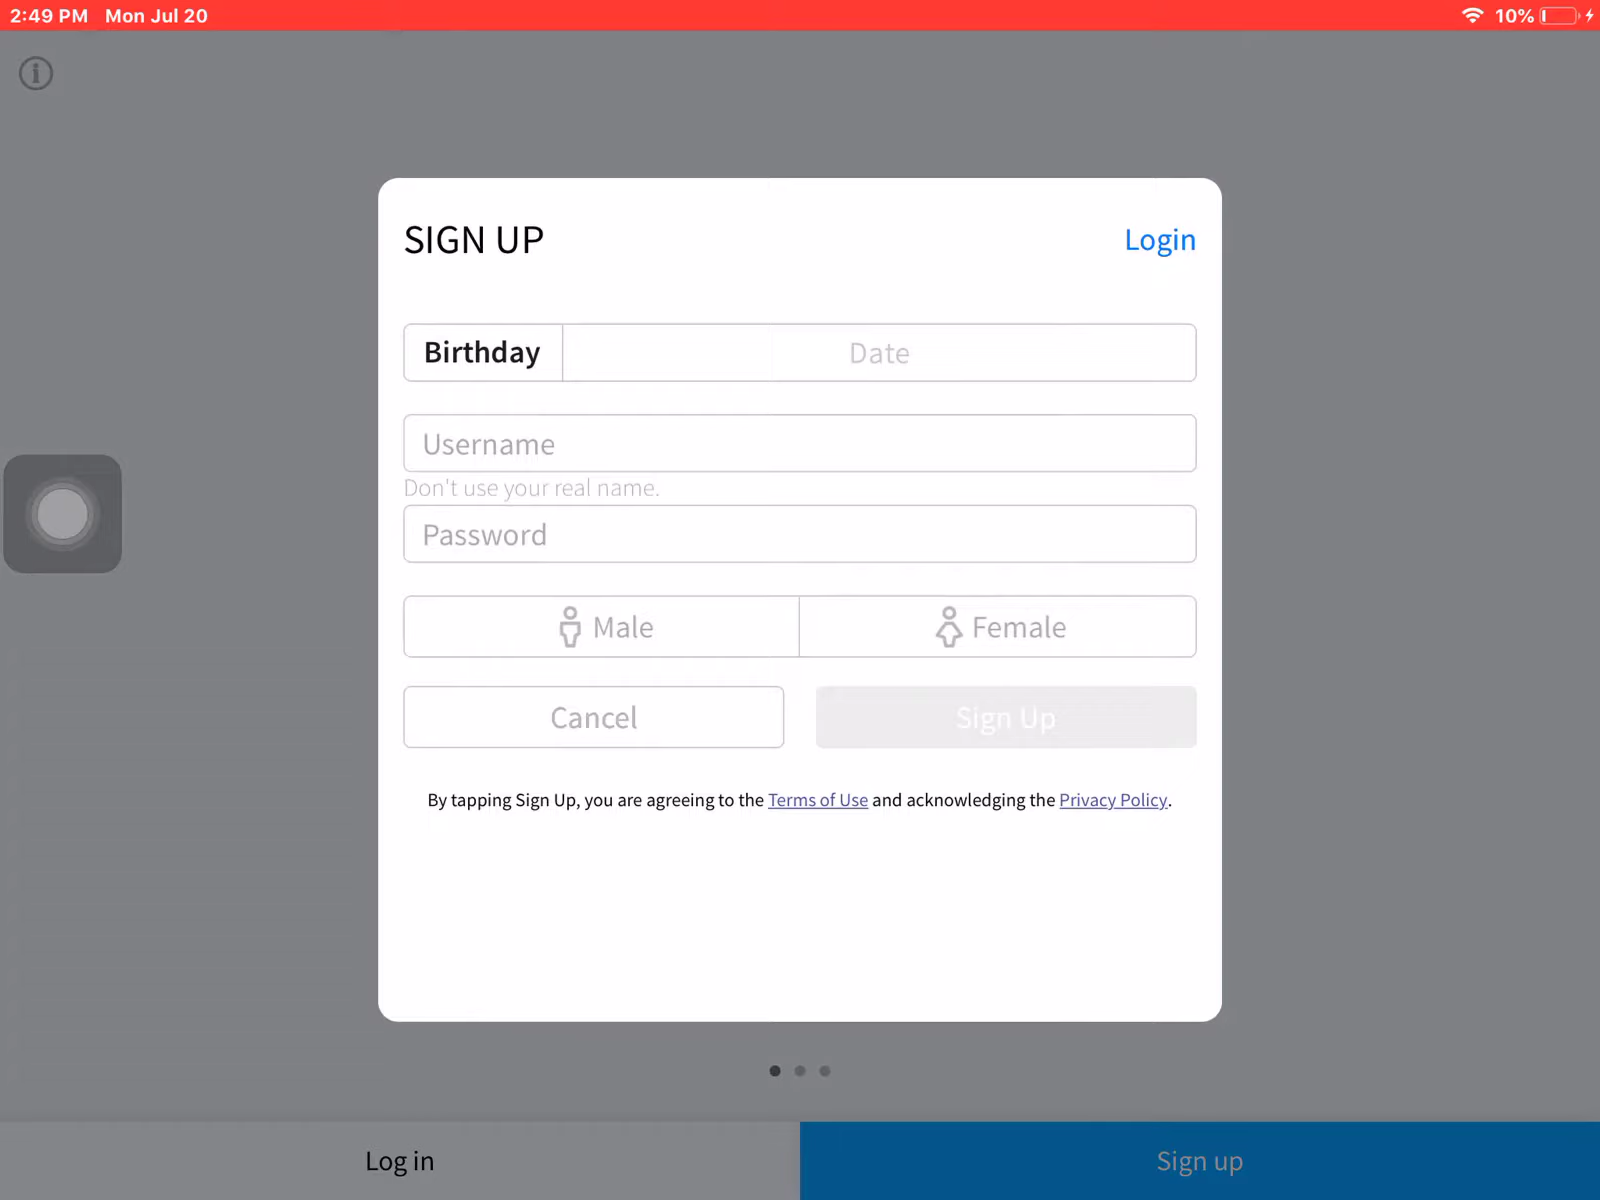 2:49 PM Mon Jul 20 10%
SIGN UP Login
Birthday Date
Username
Don't use your real name.
Password
Male Female
Cancel Sign Up
By tapping Sign Up, you are agreeing to the Terms of Use and acknowledging the Privacy Policy.
Log in Sign up